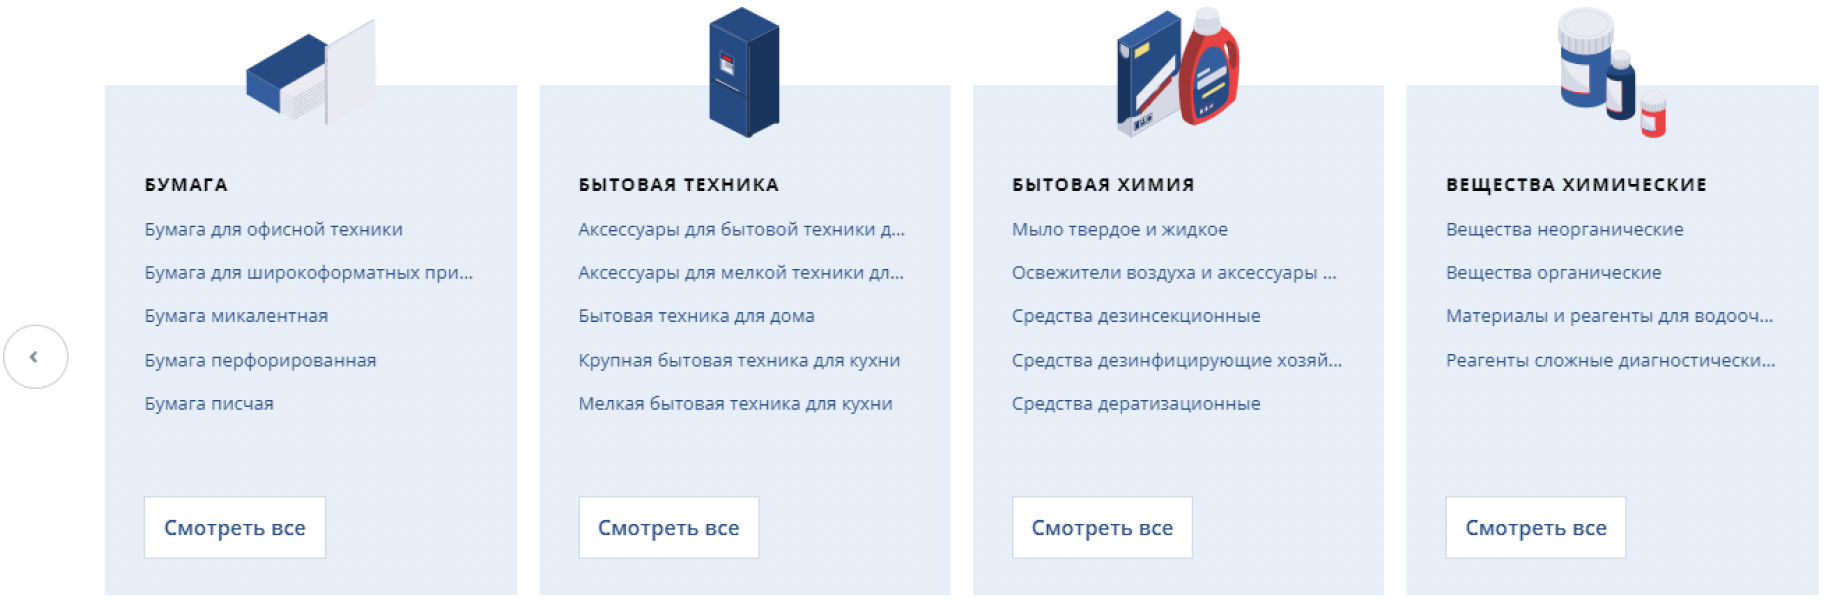 БУМАГА
Бумага для офисной техники
Бумага для широкоформатных при...
Бумага микалентная
Бумага перфорированная
Бумага писчая
Смотреть все
БЫТОВАЯ ТЕХНИКА
Аксессуары для бытовой техники д...
Аксессуары для мелкой техники дл...
Бытовая техника для дома
Крупная бытовая техника для кухни
Мелкая бытовая техника для кухни
Смотреть все
БЫТОВАЯ ХИМИЯ
Мыло твердое и жидкое
Освежители воздуха и аксессуары ...
Средства дезинсекционные
Средства дезинфицирующие хозяй...
Средства дератизационные
Смотреть все
ВЕЩЕСТВА ХИМИЧЕСКИЕ
Вещества неорганические
Вещества органические
Материалы и реагенты для водооч...
Реагенты сложные диагностически...
Смотреть все